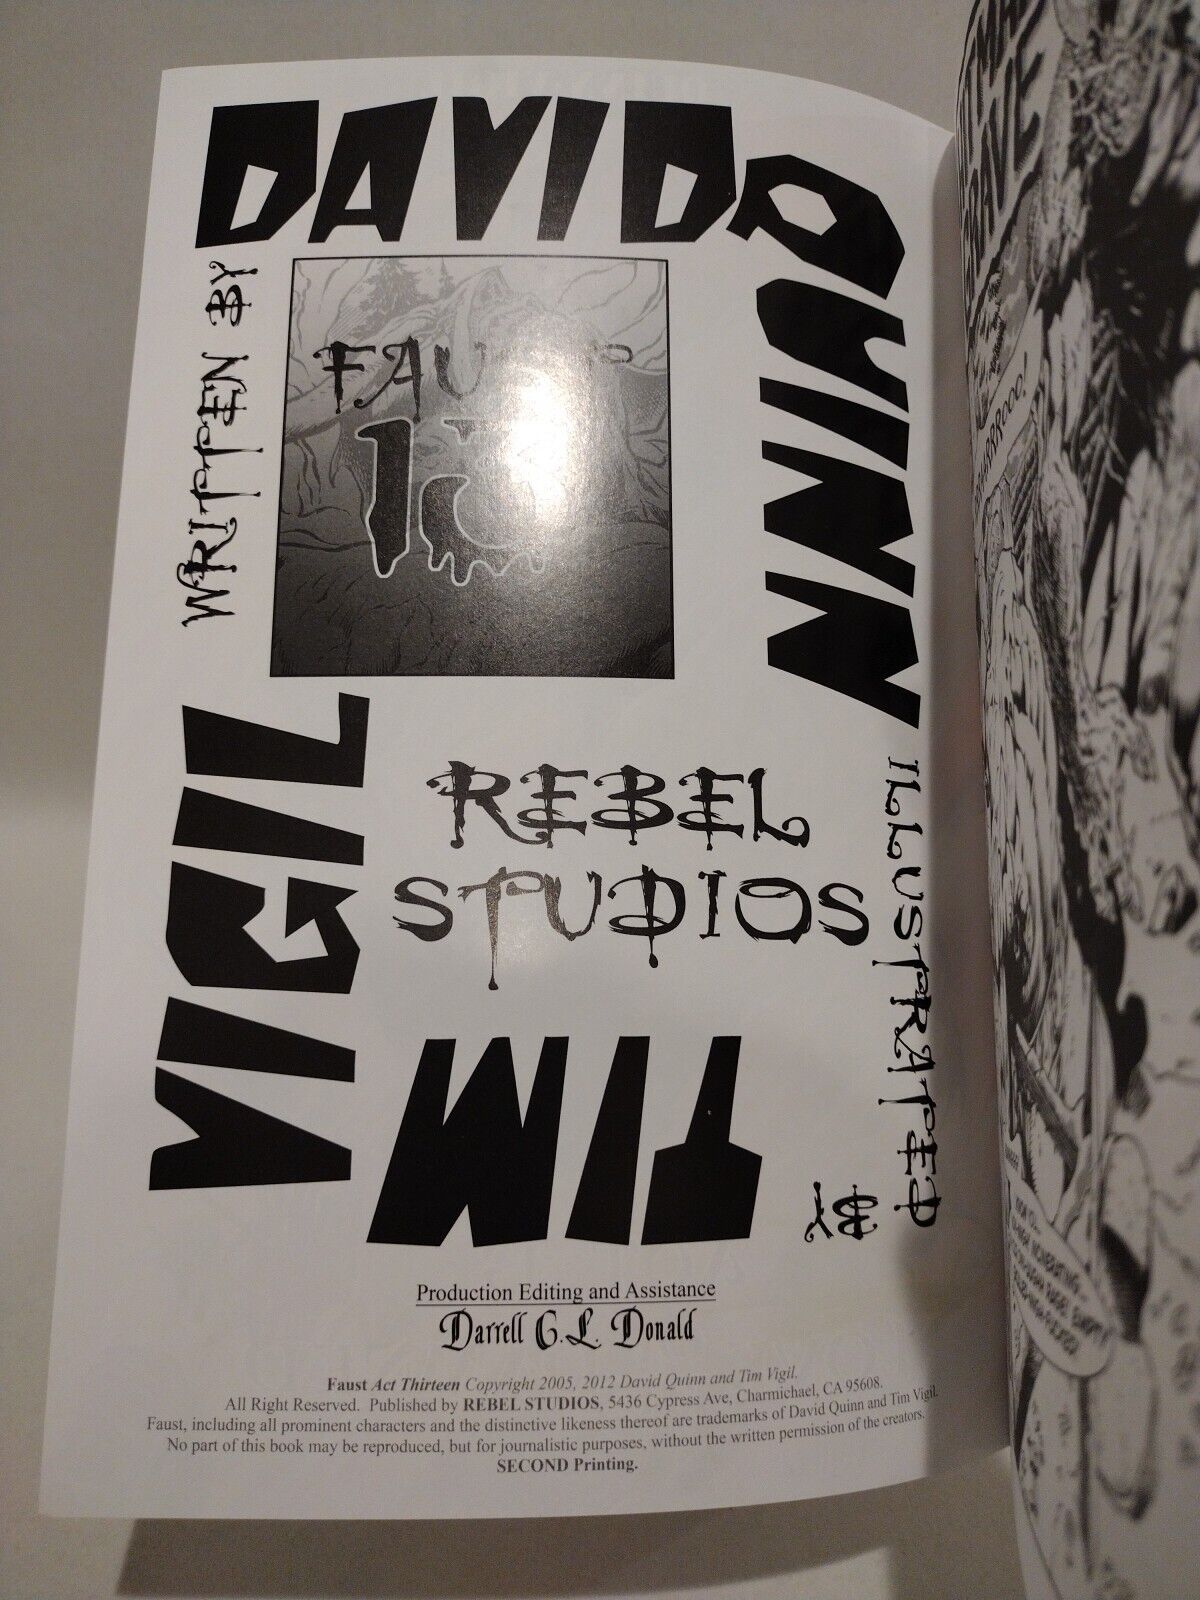 WRITTEN BY
DAVID QUINN
FAUST
13
REBEL
STUDIOS
ILLUSTRATED
BY
TIM VIGIL
Production Editing and Assistance
Darrell G.L. Donald
Faust Act Thirteen Copyright 2005, 2012 David Quinn and Tim Vigil.
All Right Reserved. Published by REBEL STUDIOS, 5436 Cypress Ave, Charmichael, CA 95608.
Faust, including all prominent characters and the distinctive likeness thereof are trademarks of David Quinn and Tim Vigil.
No part of this book may be reproduced, but for journalistic purposes, without the written permission of the creators.
SECOND Printing.